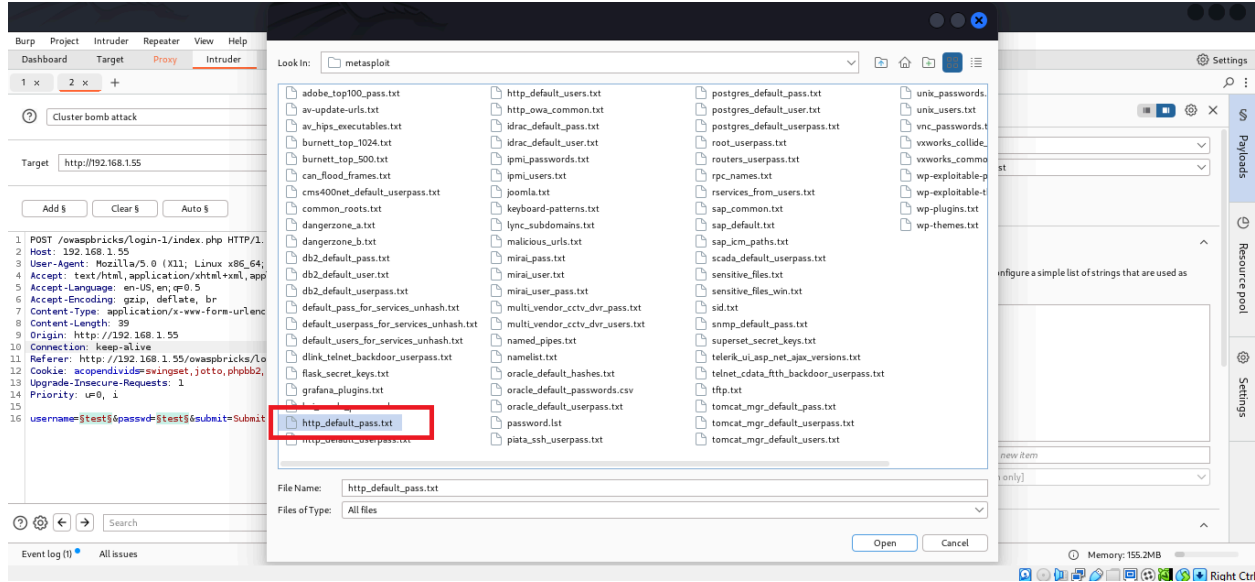 Burp Project Intruder Repeater View Help
Dashboard Target Proxy Intruder
Settings
1 × 2 × +
Cluster bomb attack
Target http://192.168.1.55
Add § Clear § Auto §
1 POST /owaspbricks/login-1/index.php HTTP/1.
2 Host: 192.168.1.55
3 User-Agent: Mozilla/5.0 (X11; Linux x86_64;
4 Accept: text/html,application/xhtml+xml,app
5 Accept-Language: en-US,en;q=0.5
6 Accept-Encoding: gzip, deflate, br
7 Content-Type: application/x-www-form-urlenc
8 Content-Length: 39
9 Origin: http://192.168.1.55
10 Connection: keep-alive
11 Referer: http://192.168.1.55/owaspbricks/lo
12 Cookie: acopendivids=swingset,jotto,phpbb2,
13 Upgrade-Insecure-Requests: 1
14 Priority: u=0, i
15
16 username=§test§&passwd=§test§&submit=Submit
Search
Event log (1) All issues
Look In: metasploit
adobe_top100_pass.txt
av-update-urls.txt
av_hips_executables.txt
burnett_top_1024.txt
burnett_top_500.txt
can_flood_frames.txt
cms400net_default_userpass.txt
common_roots.txt
dangerzone_a.txt
dangerzone_b.txt
db2_default_pass.txt
db2_default_user.txt
db2_default_userpass.txt
default_pass_for_services_unhash.txt
default_userpass_for_services_unhash.txt
default_users_for_services_unhash.txt
dlink_telnet_backdoor_userpass.txt
flask_secret_keys.txt
grafana_plugins.txt
http_default_pass.txt
http_default_userpass.txt
http_default_users.txt
http_owa_common.txt
idrac_default_pass.txt
idrac_default_user.txt
ipmi_passwords.txt
ipmi_users.txt
joomla.txt
keyboard-patterns.txt
lync_subdomains.txt
malicious_urls.txt
mirai_pass.txt
mirai_user.txt
mirai_user_pass.txt
multi_vendor_cctv_dvr_pass.txt
multi_vendor_cctv_dvr_users.txt
named_pipes.txt
namelist.txt
oracle_default_hashes.txt
oracle_default_passwords.csv
oracle_default_userpass.txt
password.lst
piata_ssh_userpass.txt
postgres_default_pass.txt
postgres_default_user.txt
postgres_default_userpass.txt
root_userpass.txt
routers_userpass.txt
rpc_names.txt
rservices_from_users.txt
sap_common.txt
sap_default.txt
sap_icm_paths.txt
scada_default_userpass.txt
sensitive_files.txt
sensitive_files_win.txt
sid.txt
snmp_default_pass.txt
superset_secret_keys.txt
telerik_ui_asp_net_ajax_versions.txt
telnet_cdata_ftth_backdoor_userpass.txt
tftp.txt
tomcat_mgr_default_pass.txt
tomcat_mgr_default_userpass.txt
tomcat_mgr_default_users.txt
unix_passwords.
unix_users.txt
vnc_passwords.t
vxworks_collide_
vxworks_commo
wp-exploitable-p
wp-exploitable-t
wp-plugins.txt
wp-themes.txt
File Name: http_default_pass.txt
Files of Type: All files
Open Cancel
st
onfigure a simple list of strings that are used as
new item
only]
Payloads
Resource pool
Settings
Memory: 155.2MB
Right Ctrl